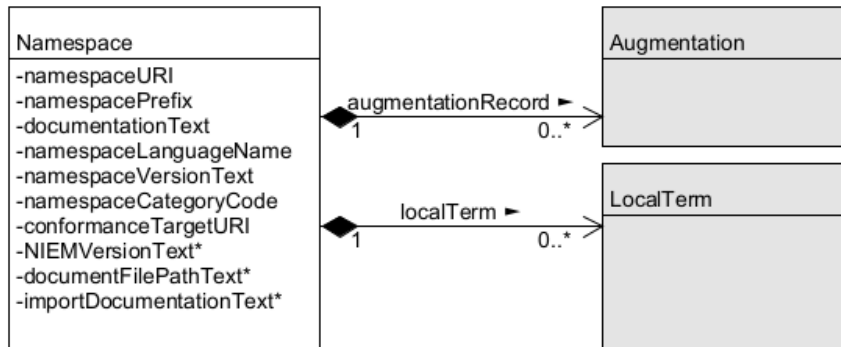 Namespace
-namespaceURI
-namespacePrefix
-documentationText
-namespaceLanguageName
-namespaceVersionText
-namespaceCategoryCode
-conformanceTargetURI
-NIEMVersionText*
-documentFilePathText*
-importDocumentationText*
augmentationRecord ►
1 0..*
localTerm ►
1 0..*
Augmentation
LocalTerm